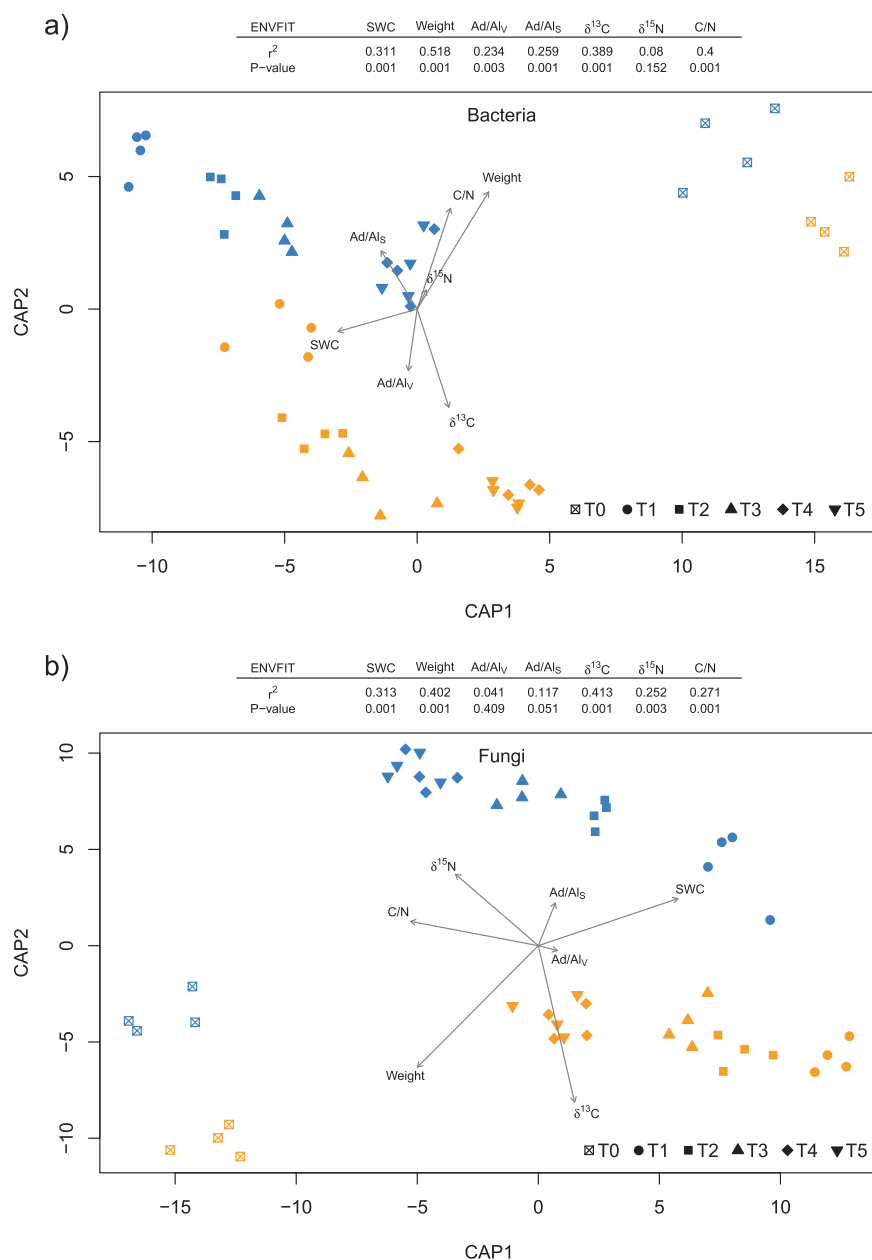 a)
ENVFIT SWC Weight Ad/Al_V Ad/Al_S δ¹³C δ¹⁵N C/N
r² 0.311 0.518 0.234 0.259 0.389 0.08 0.4
P−value 0.001 0.001 0.003 0.001 0.001 0.152 0.001
Bacteria
Weight
C/N
Ad/Al_S
δ¹⁵N
SWC
Ad/Al_V
δ¹³C
5
0
−5
CAP2
T0 T1 T2 T3 T4 T5
−10 −5 0 5 10 15
CAP1
b)
ENVFIT SWC Weight Ad/Al_V Ad/Al_S δ¹³C δ¹⁵N C/N
r² 0.313 0.402 0.041 0.117 0.413 0.252 0.271
P−value 0.001 0.001 0.409 0.051 0.001 0.003 0.001
Fungi
δ¹⁵N
Ad/Al_S
SWC
C/N
Ad/Al_V
Weight
δ¹³C
10
5
0
−5
−10
CAP2
T0 T1 T2 T3 T4 T5
−15 −10 −5 0 5 10
CAP1